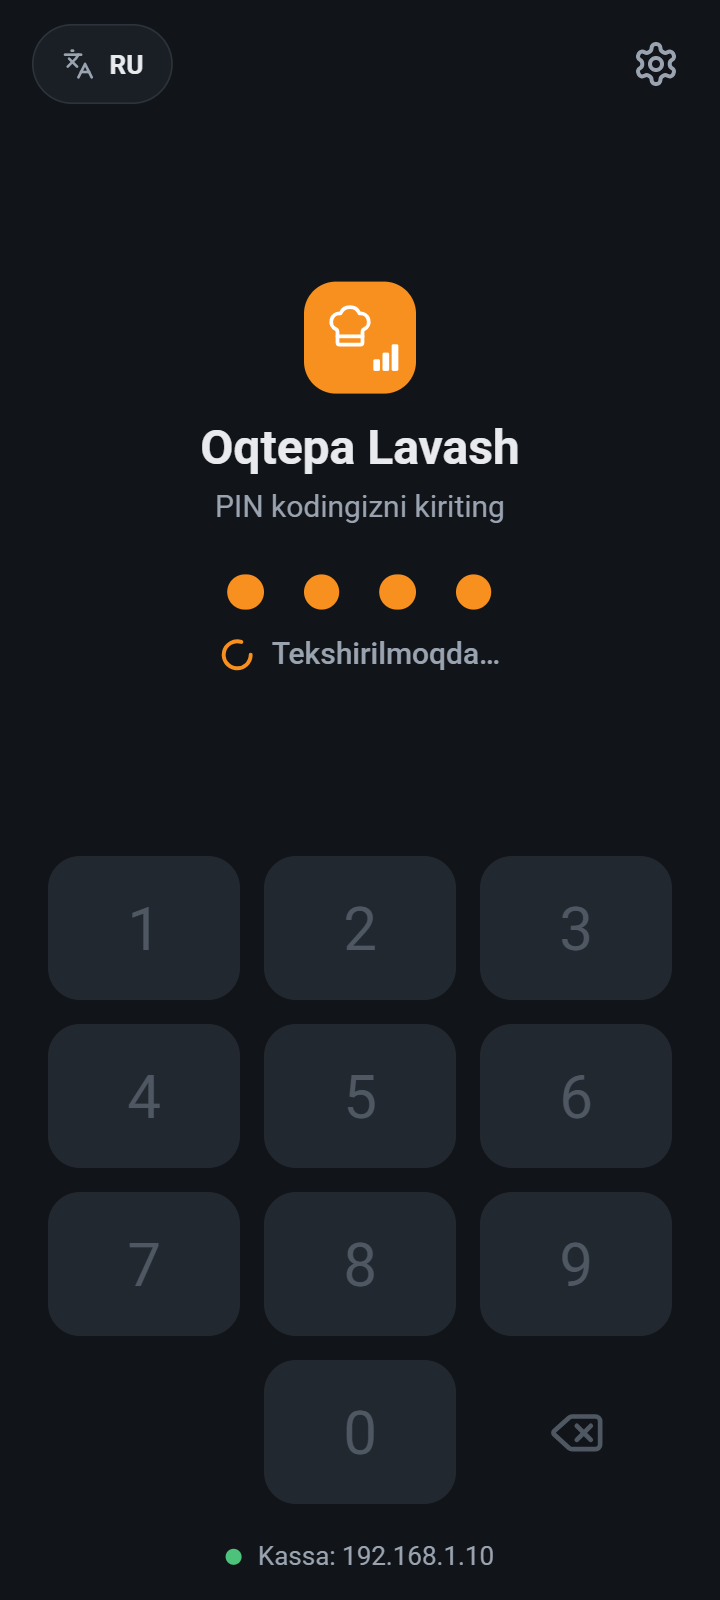 RU
Oqtepa Lavash
PIN kodingizni kiriting
Tekshirilmoqda...
1 2 3
4 5 6
7 8 9
0
Kassa: 192.168.1.10